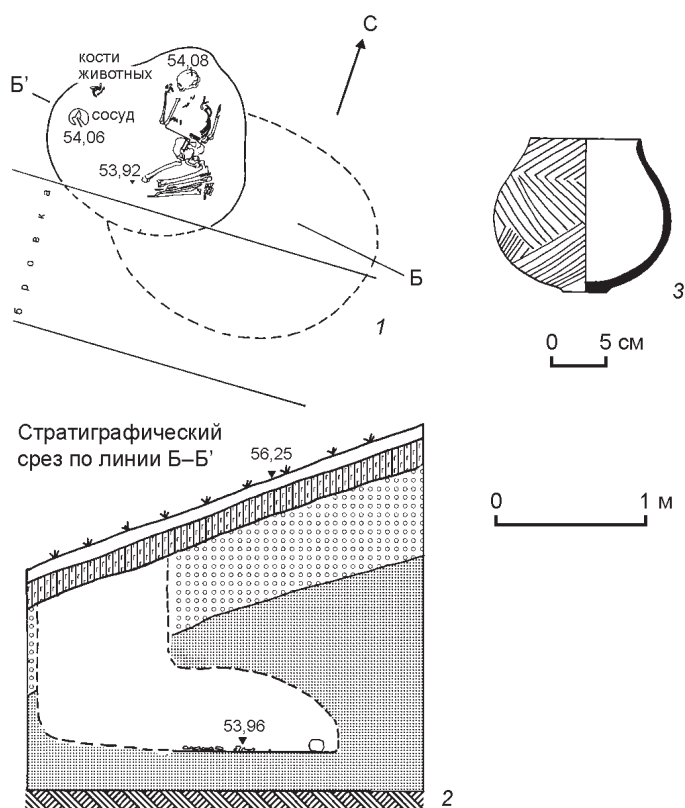 С
кости
животных
54,08
Б’
сосуд
54,06
53,92
бровка
Б
1
3
0 5 см
Стратиграфический
срез по линии Б–Б’
56,25
0 1 м
53,96
2